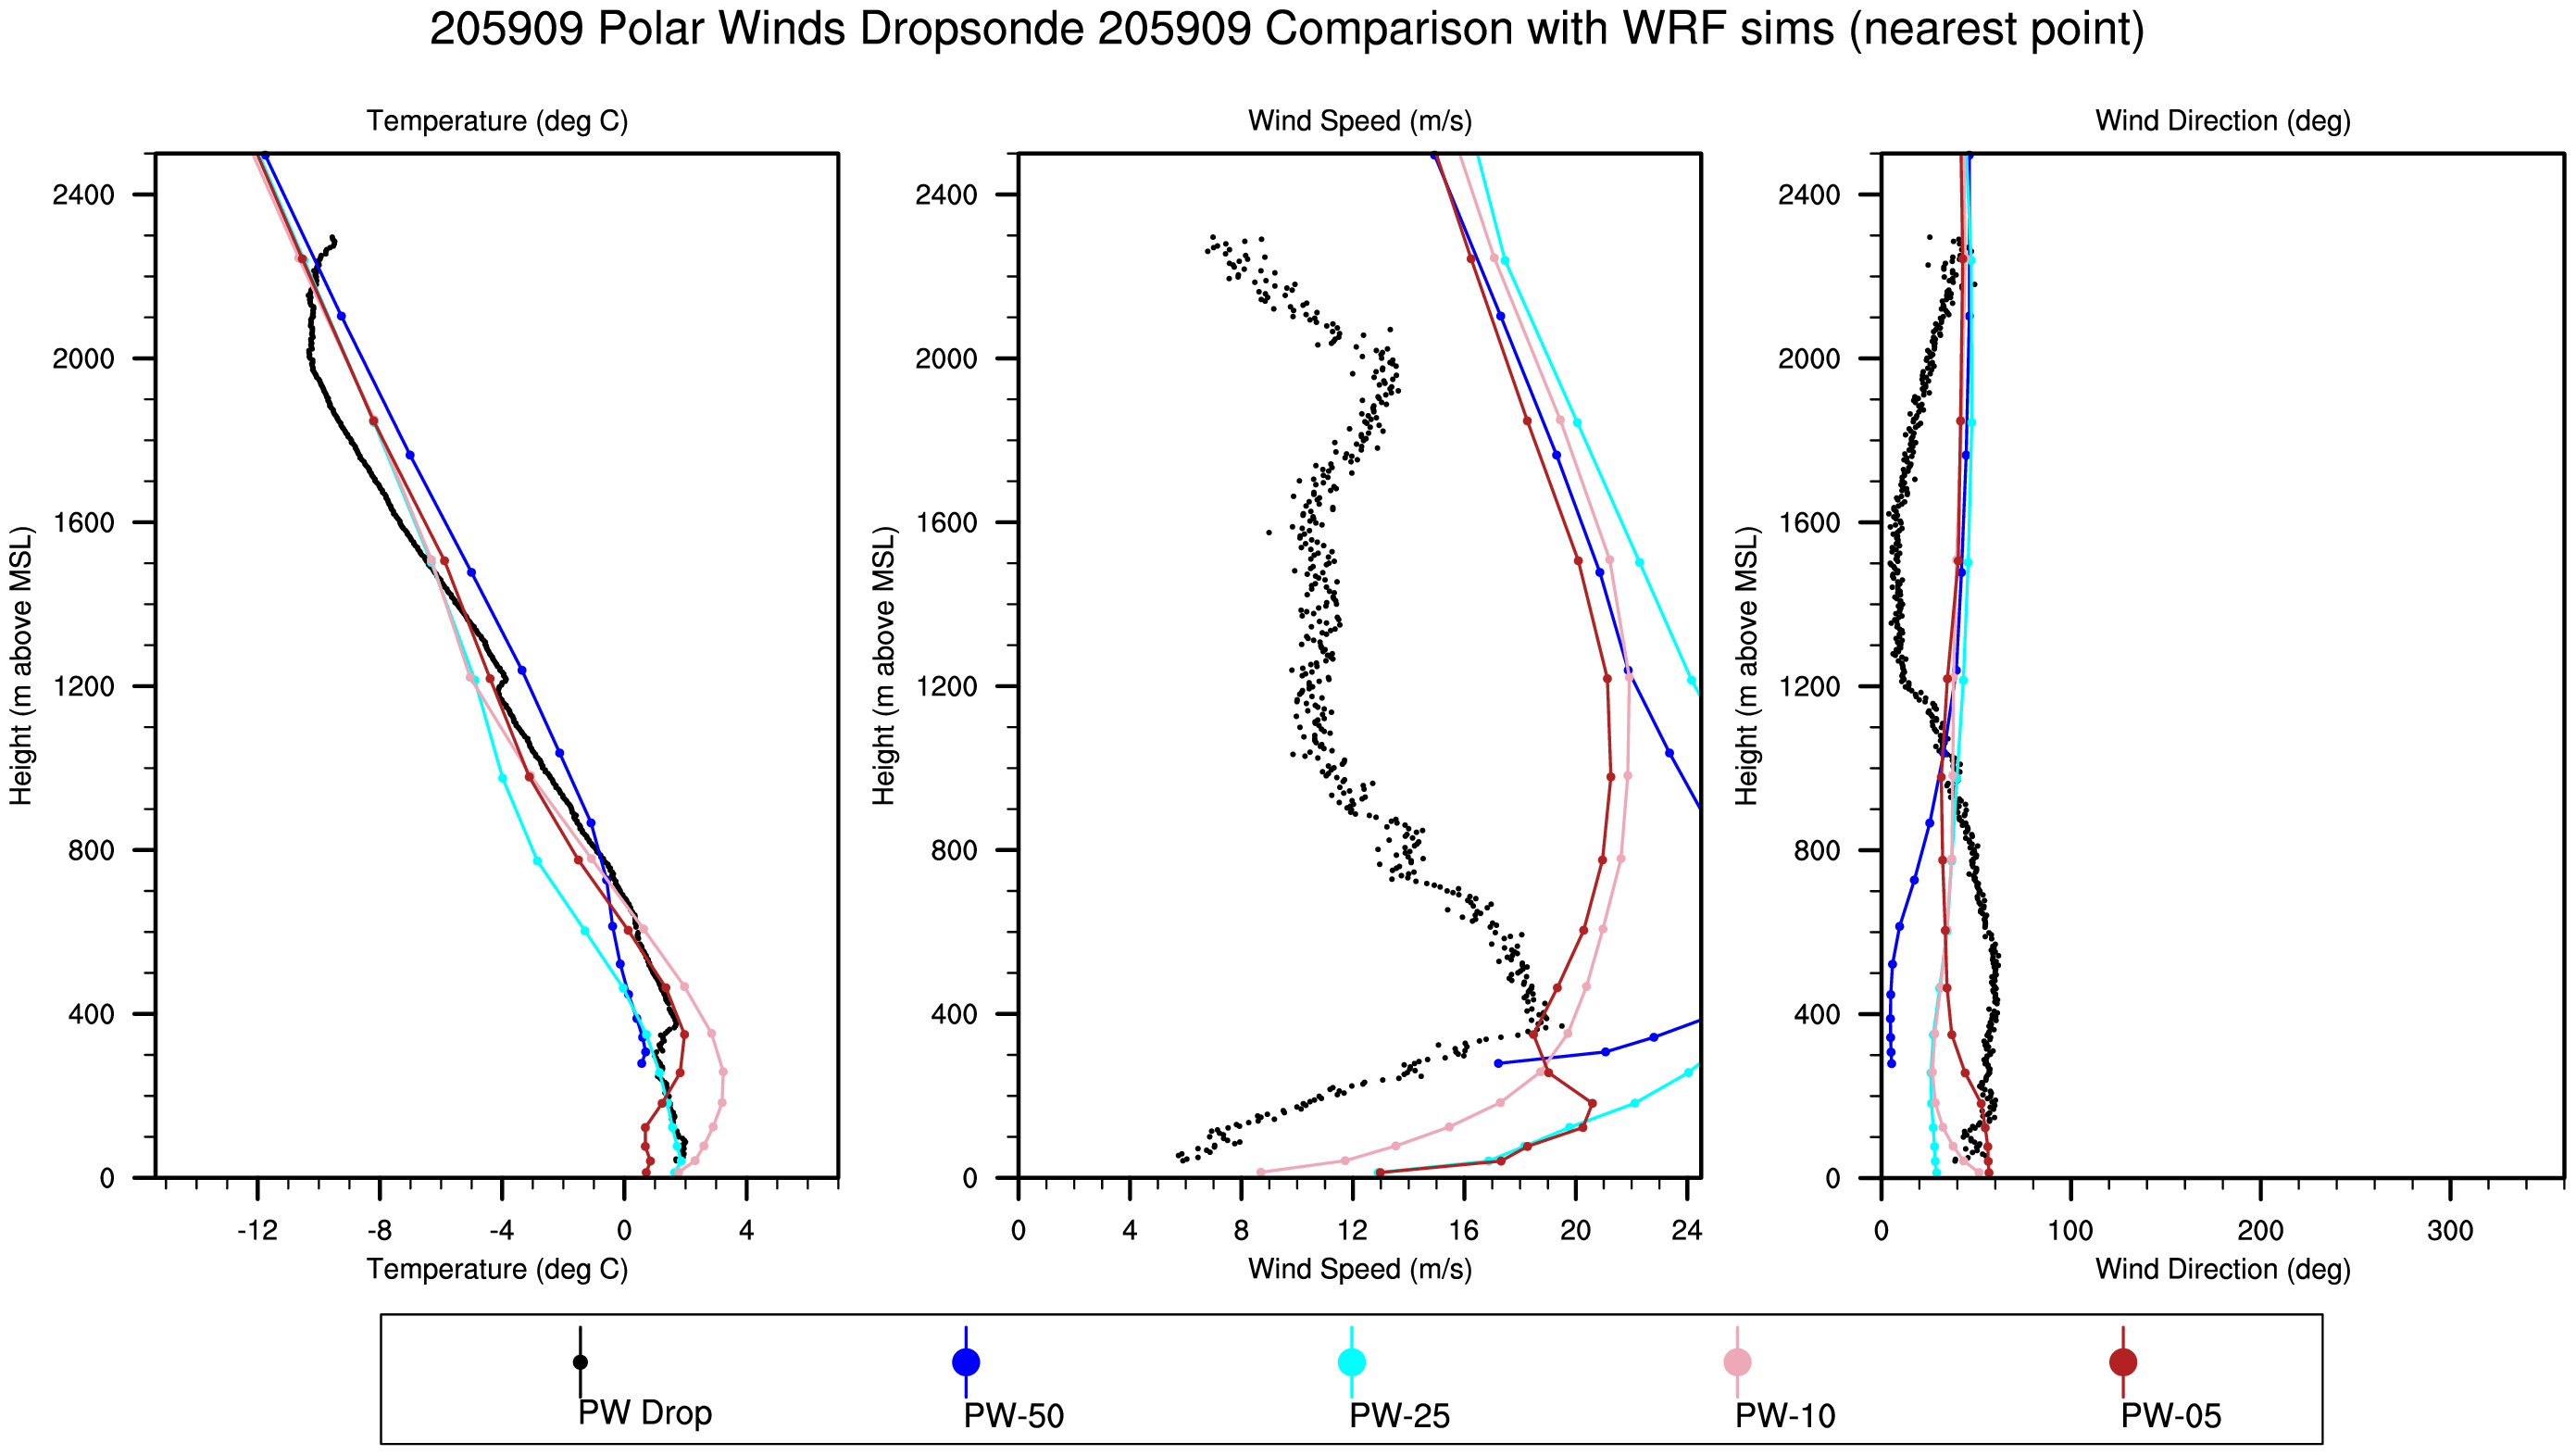 205909 Polar Winds Dropsonde 205909 Comparison with WRF sims (nearest point)
Temperature (deg C)
Wind Speed (m/s)
Wind Direction (deg)
Height (m above MSL)
2400
2000
1600
1200
800
400
0
-12 -8 -4 0 4
Temperature (deg C)
Height (m above MSL)
2400
2000
1600
1200
800
400
0
0 4 8 12 16 20 24
Wind Speed (m/s)
Height (m above MSL)
2400
2000
1600
1200
800
400
0
0 100 200 300
Wind Direction (deg)
PW Drop
PW-50
PW-25
PW-10
PW-05